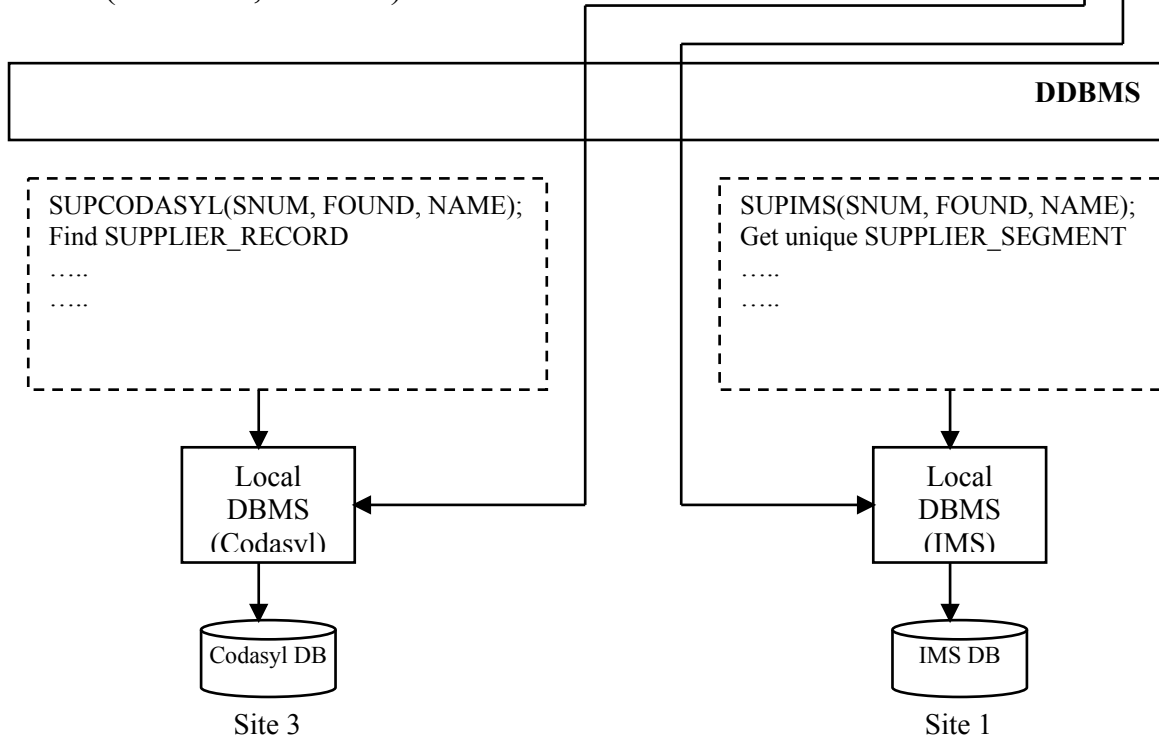 DDBMS
SUPCODASYL(SNUM, FOUND, NAME);
Find SUPPLIER_RECORD
…..
…..
SUPIMS(SNUM, FOUND, NAME);
Get unique SUPPLIER_SEGMENT
…..
…..
Local
DBMS
(Codasyl)
Local
DBMS
(IMS)
Codasyl DB
IMS DB
Site 3
Site 1